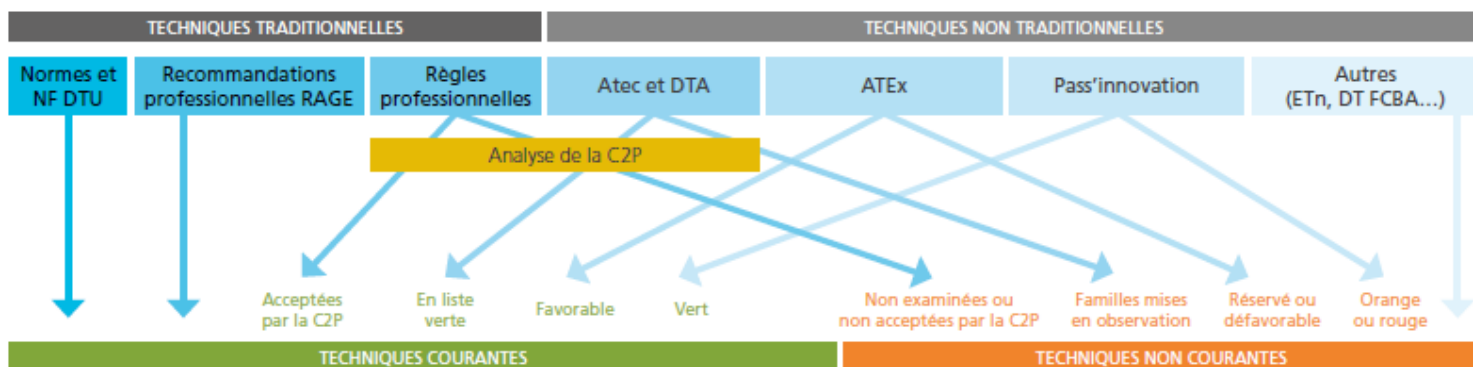 TECHNIQUES TRADITIONNELLES
TECHNIQUES NON TRADITIONNELLES
Normes et
NF DTU
Recommandations
professionnelles RAGE
Règles
professionnelles
Atec et DTA
ATEx
Pass'innovation
Autres
(ETn, DT FCBA...)
Analyse de la C2P
Acceptées
par la C2P
En liste
verte
Favorable
Vert
Non examinées ou
non acceptées par la C2P
Familles mises
en observation
Réservé ou
défavorable
Orange
ou rouge
TECHNIQUES COURANTES
TECHNIQUES NON COURANTES